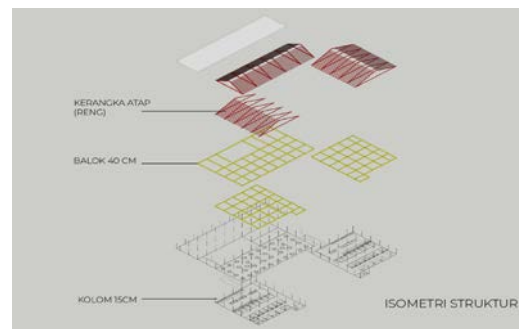 KERANGKA ATAP
(RENG)
BALOK 40 CM
KOLOM 15CM
ISOMETRI STRUKTUR